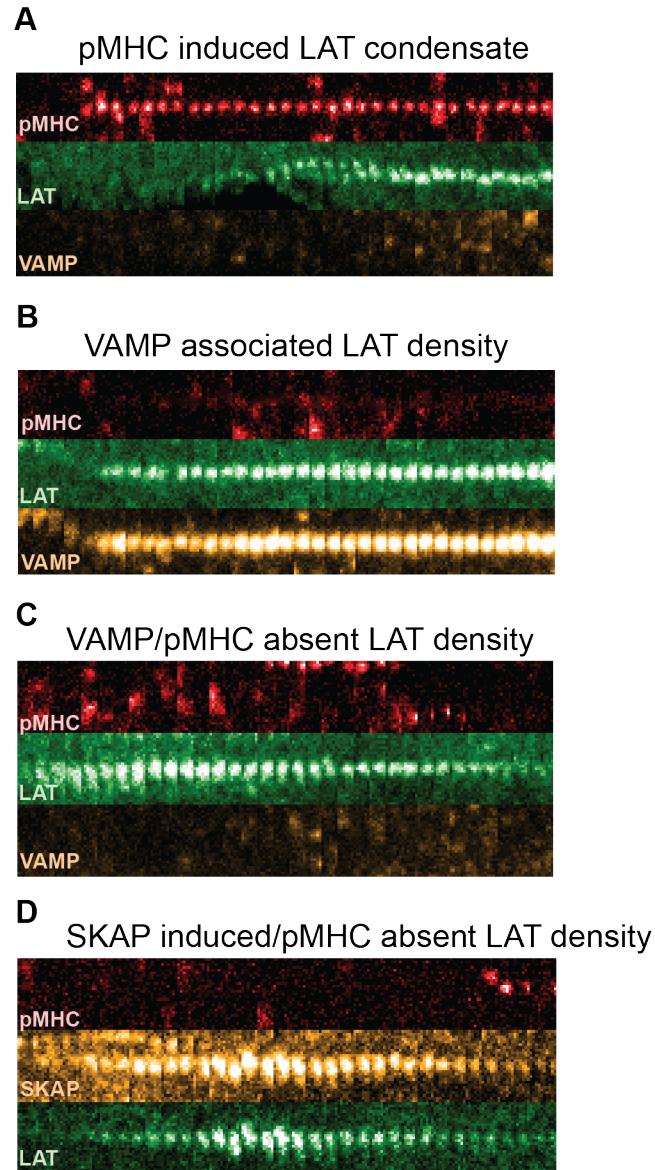 A
pMHC induced LAT condensate
pMHC
LAT
VAMP
B
VAMP associated LAT density
pMHC
LAT
VAMP
C
VAMP/pMHC absent LAT density
pMHC
LAT
VAMP
D
SKAP induced/pMHC absent LAT density
pMHC
SKAP
LAT